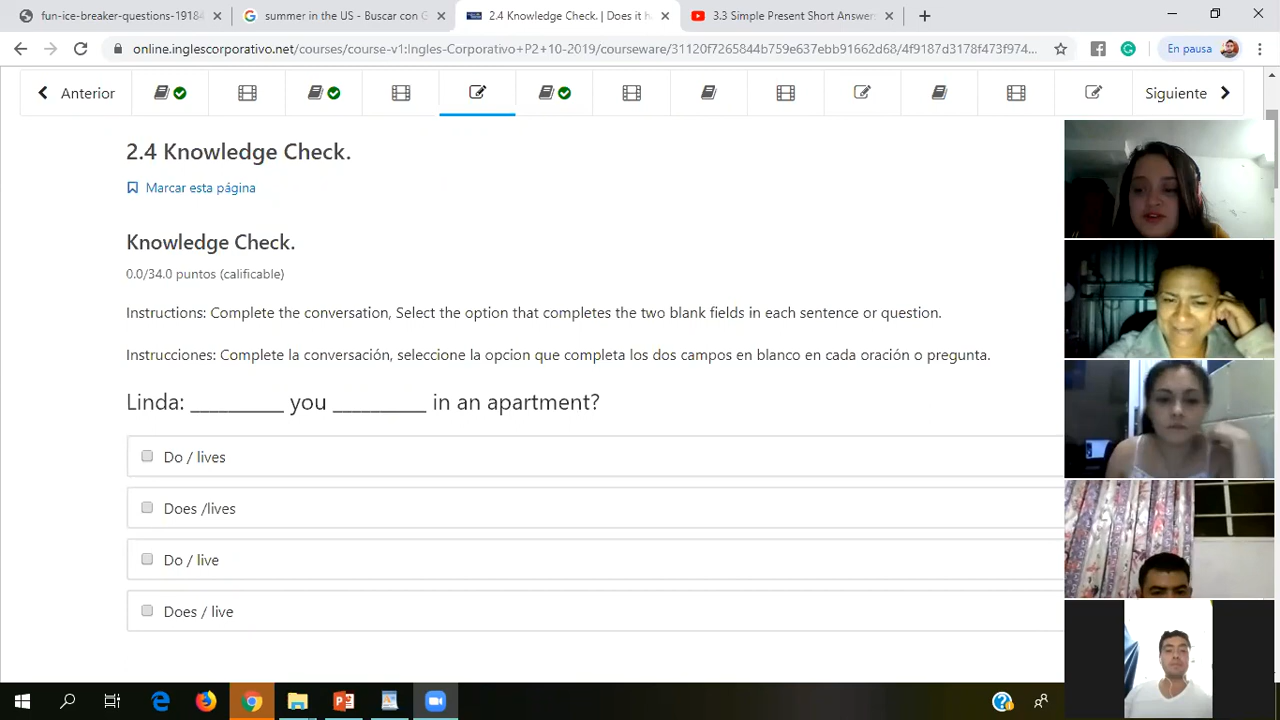 fun-ice-breaker-questions-19184
summer in the US - Buscar con G
2.4 Knowledge Check. | Does it h
3.3 Simple Present Short Answer
online.inglescorporativo.net/courses/course-v1:Ingles-Corporativo+P2+10-2019/courseware/31120f7265844b759e637ebb91662d68/4f9187d3178f473f974...
En pausa
Anterior
Siguiente
2.4 Knowledge Check.
Marcar esta página
Knowledge Check.
0.0/34.0 puntos (calificable)
Instructions: Complete the conversation, Select the option that completes the two blank fields in each sentence or question.
Instrucciones: Complete la conversación, seleccione la opcion que completa los dos campos en blanco en cada oración o pregunta.
Linda: __________ you __________ in an apartment?
Do / lives
Does /lives
Do / live
Does / live